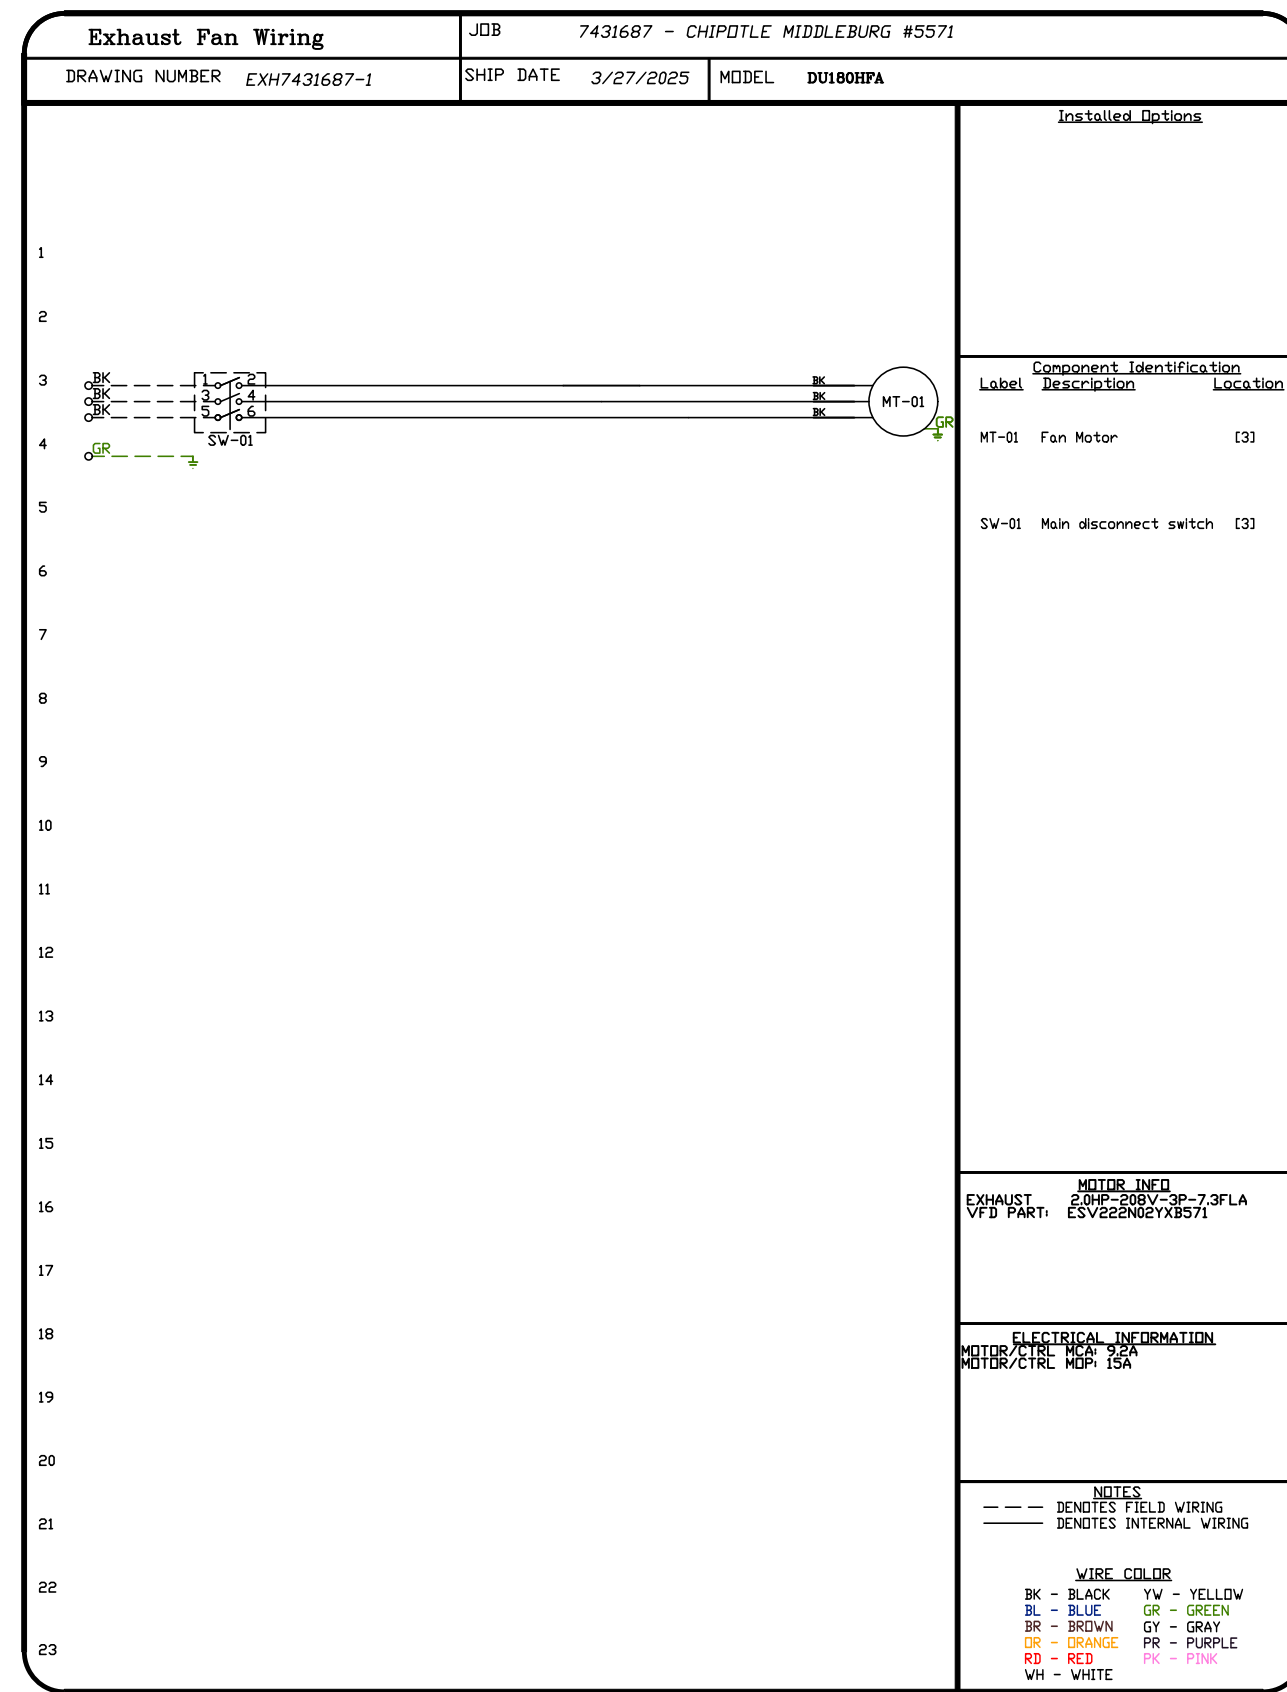 Exhaust Fan Wiring
JOB 7431687 - CHIPOTLE MIDDLEBURG #5571
DRAWING NUMBER EXH7431687-1
SHIP DATE 3/27/2025
MODEL DU180HFA
Installed Options
1
2
3
BK 1 2 BK
BK 3 4 BK
BK 5 6 BK
MT-01
GR
SW-01
4
GR
5
6
7
8
9
10
11
12
13
14
15
16
17
18
19
20
21
22
23
Component Identification
Label Description Location
MT-01 Fan Motor [3]
SW-01 Main disconnect switch [3]
MOTOR INFO
EXHAUST 2.0HP-208V-3P-7.3FLA
VFD PART: ESV222N02YXB571
ELECTRICAL INFORMATION
MOTOR/CTRL MCA: 9.2A
MOTOR/CTRL MOP: 15A
NOTES
DENOTES FIELD WIRING
DENOTES INTERNAL WIRING
WIRE COLOR
BK - BLACK YW - YELLOW
BL - BLUE GR - GREEN
BR - BROWN GY - GRAY
OR - ORANGE PR - PURPLE
RD - RED PK - PINK
WH - WHITE